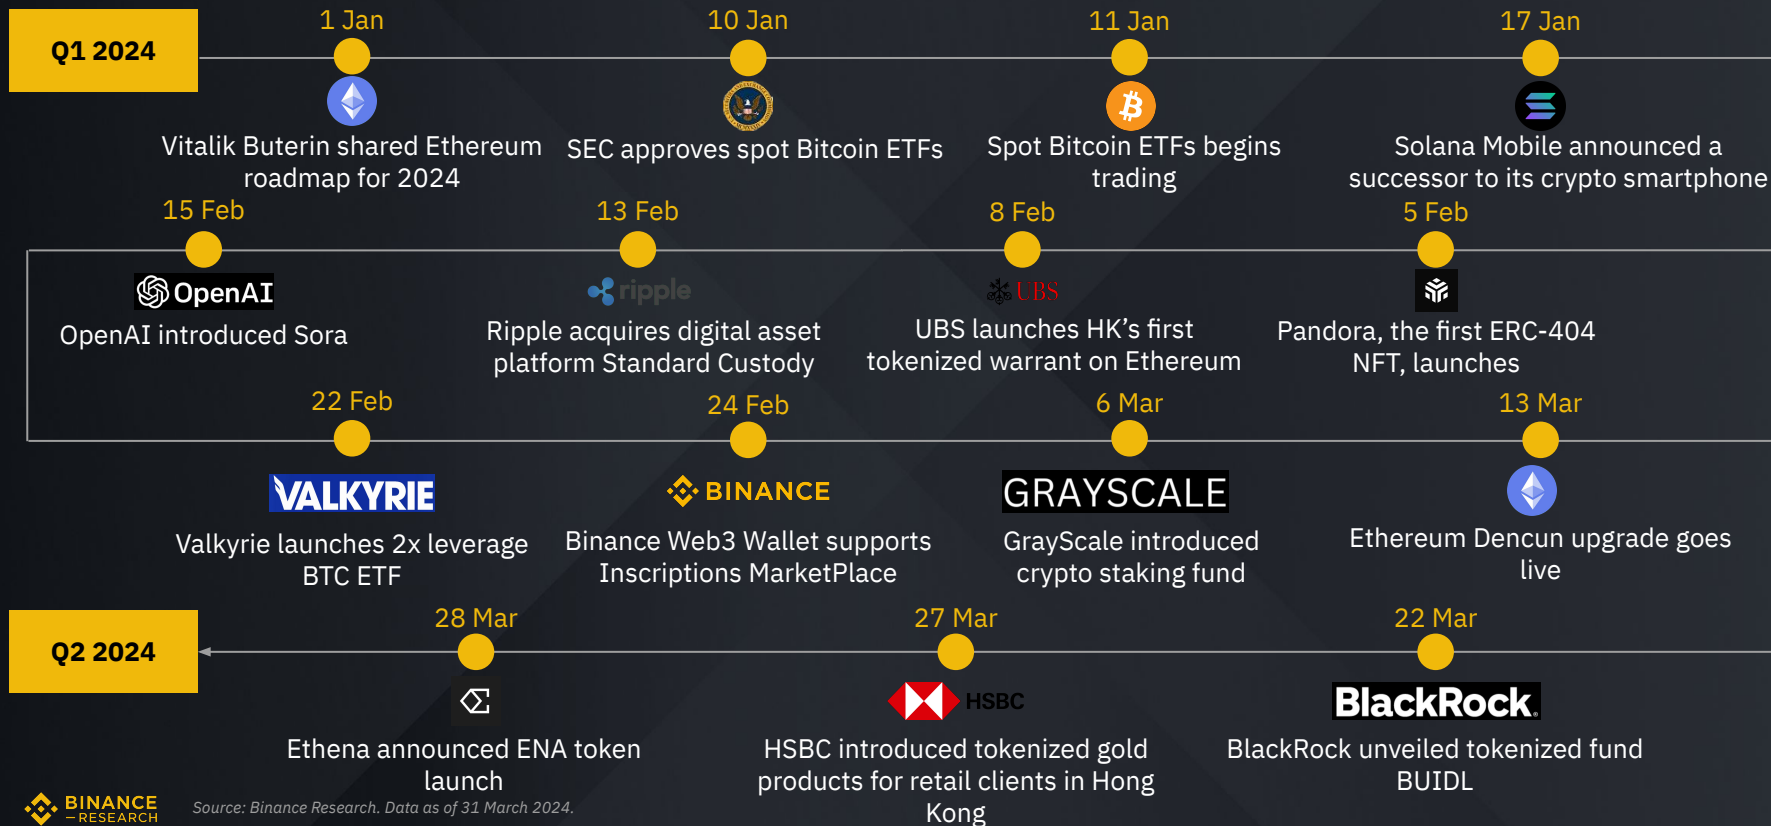 Q1 2024
1 Jan
Vitalik Buterin shared Ethereum
roadmap for 2024
10 Jan
SEC approves spot Bitcoin ETFs
11 Jan
Spot Bitcoin ETFs begins
trading
17 Jan
Solana Mobile announced a
successor to its crypto smartphone
15 Feb
OpenAI
OpenAI introduced Sora
13 Feb
ripple
Ripple acquires digital asset
platform Standard Custody
8 Feb
UBS
UBS launches HK’s first
tokenized warrant on Ethereum
5 Feb
Pandora, the first ERC-404
NFT, launches
22 Feb
VALKYRIE
Valkyrie launches 2x leverage
BTC ETF
24 Feb
BINANCE
Binance Web3 Wallet supports
Inscriptions MarketPlace
6 Mar
GRAYSCALE
GrayScale introduced
crypto staking fund
13 Mar
Ethereum Dencun upgrade goes
live
Q2 2024
28 Mar
Ethena announced ENA token
launch
27 Mar
HSBC
HSBC introduced tokenized gold
products for retail clients in Hong
Kong
22 Mar
BlackRock.
BlackRock unveiled tokenized fund
BUIDL
BINANCE
RESEARCH
Source: Binance Research. Data as of 31 March 2024.